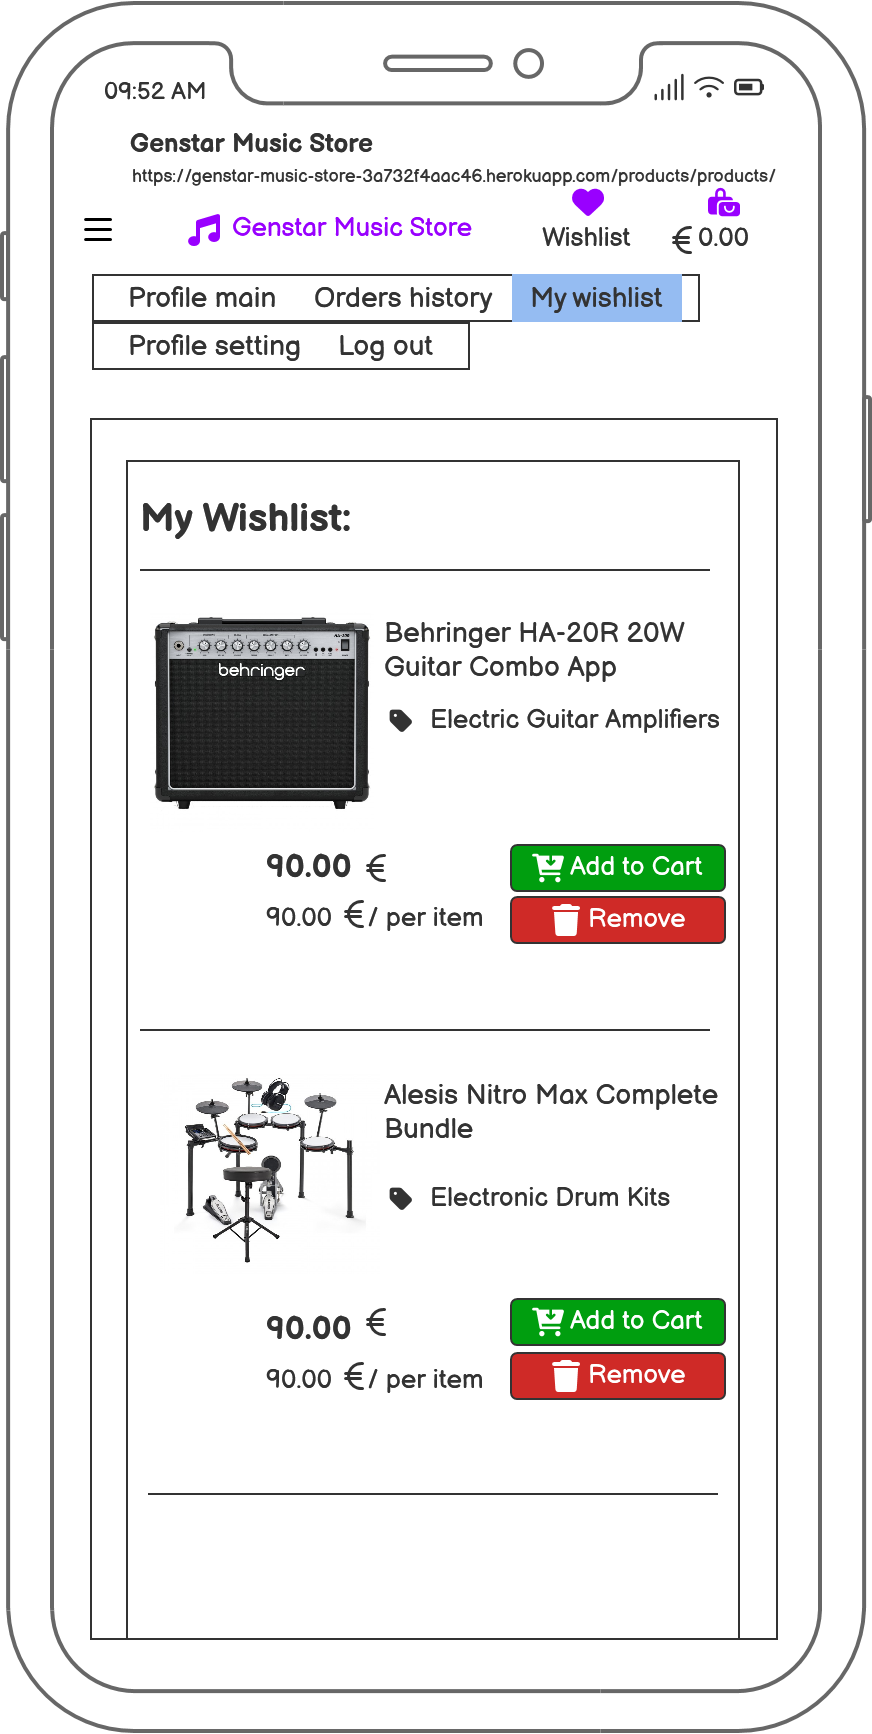 09:52 AM
Genstar Music Store
https://genstar-music-store-3a732f4aac46.herokuapp.com/products/products/
Genstar Music Store
Wishlist
€ 0.00
Profile main Orders history My wishlist
Profile setting Log out
My Wishlist:
behringer
HA-20R
Behringer HA-20R 20W
Guitar Combo App
Electric Guitar Amplifiers
90.00 €
Add to Cart
90.00 €/ per item
Remove
Alesis Nitro Max Complete
Bundle
Electronic Drum Kits
90.00 €
Add to Cart
90.00 €/ per item
Remove